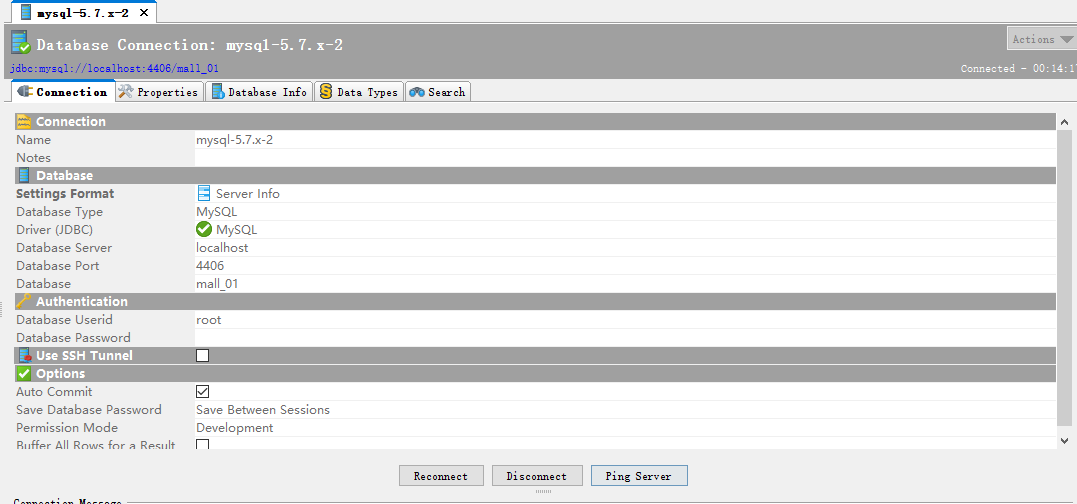 mysql-5.7.x-2
Database Connection: mysql-5.7.x-2
Actions
jdbc:mysql://localhost:4406/mall_01
Connected - 00:14:17
Connection Properties Database Info Data Types Search
Connection
Name mysql-5.7.x-2
Notes
Database
Settings Format Server Info
Database Type MySQL
Driver (JDBC) MySQL
Database Server localhost
Database Port 4406
Database mall_01
Authentication
Database Userid root
Database Password
Use SSH Tunnel
Options
Auto Commit
Save Database Password Save Between Sessions
Permission Mode Development
Buffer All Rows for a Result
Reconnect Disconnect Ping Server
Connection Message